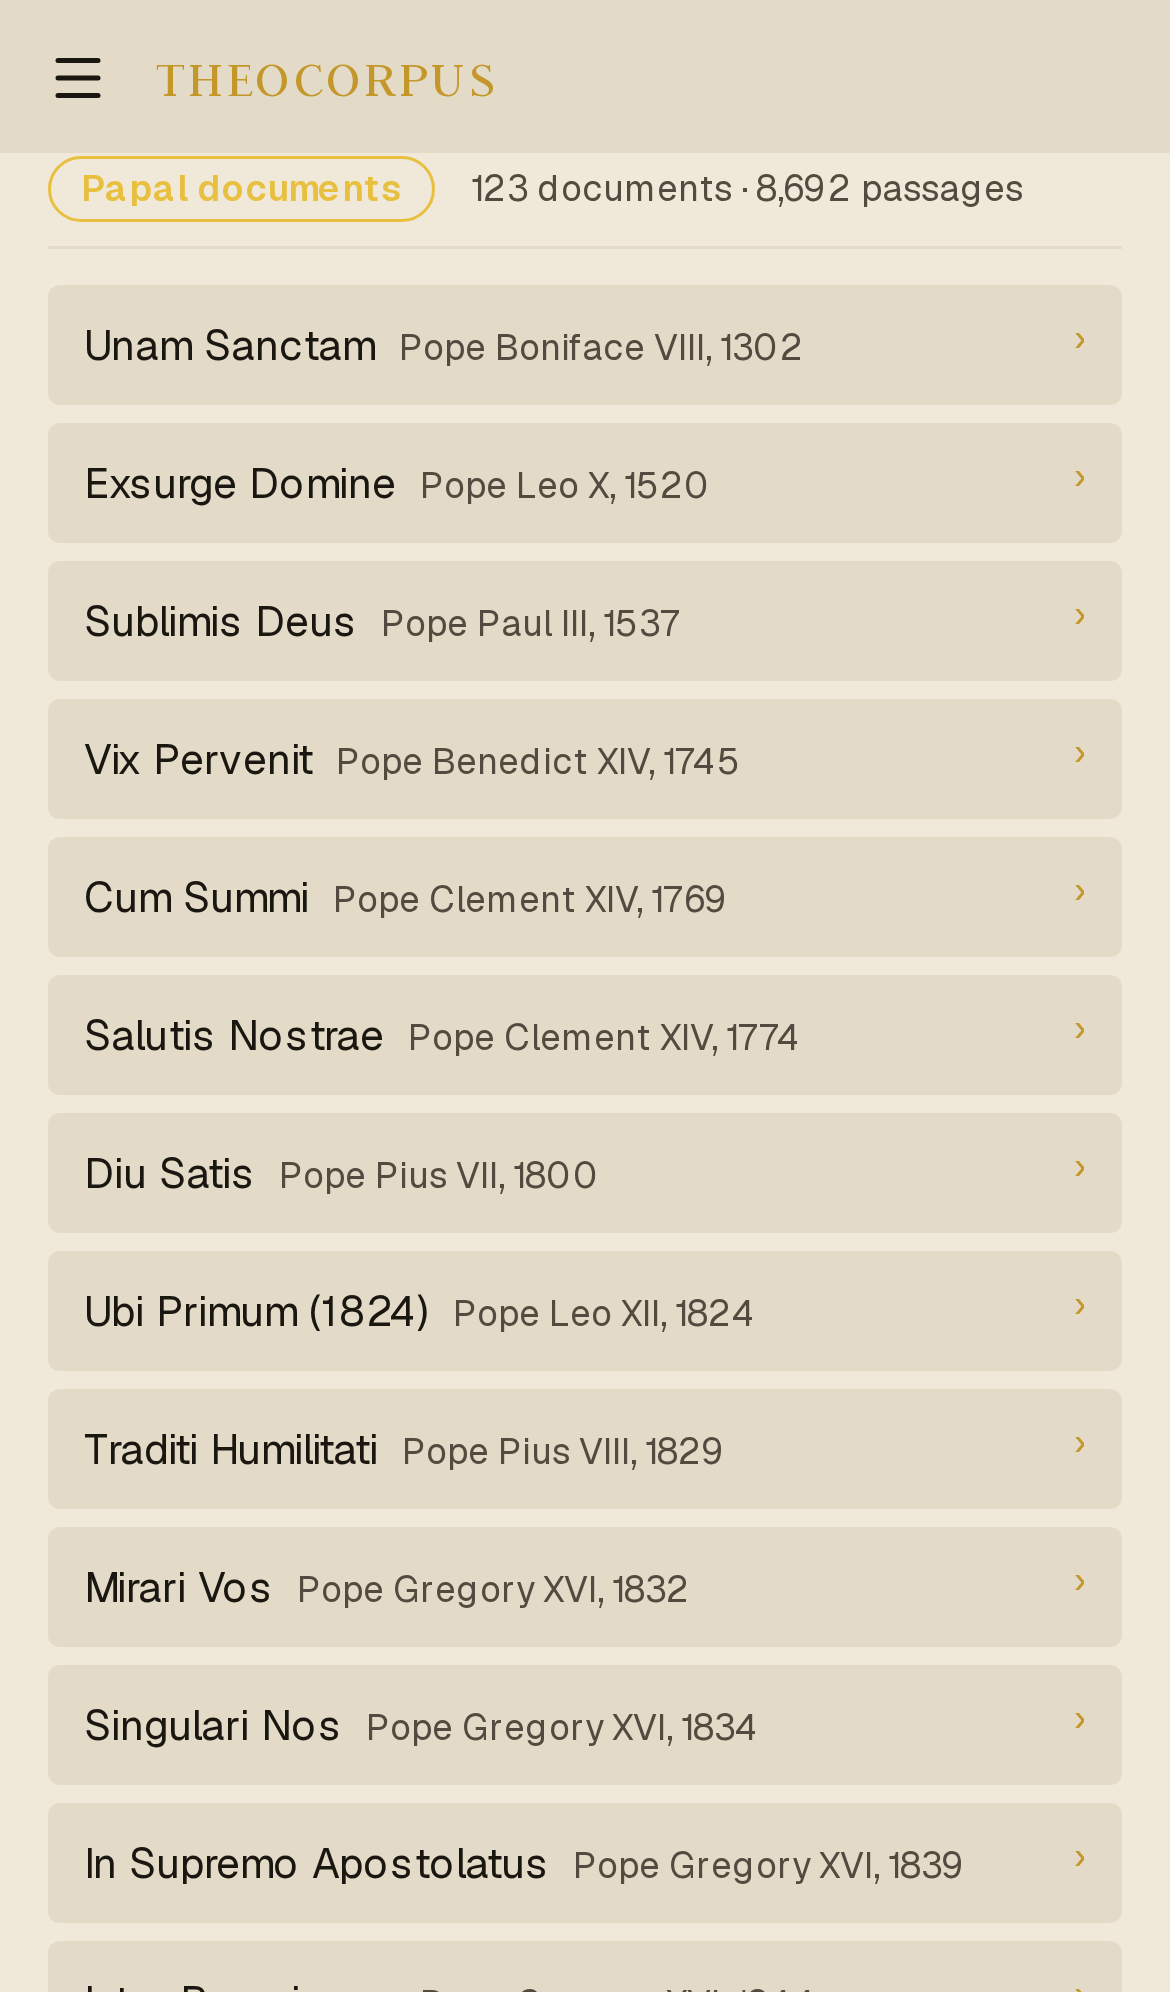 THEOCORPUS
Papal documents 123 documents · 8,692 passages
Unam Sanctam Pope Boniface VIII, 1302 ›
Exsurge Domine Pope Leo X, 1520 ›
Sublimis Deus Pope Paul III, 1537 ›
Vix Pervenit Pope Benedict XIV, 1745 ›
Cum Summi Pope Clement XIV, 1769 ›
Salutis Nostrae Pope Clement XIV, 1774 ›
Diu Satis Pope Pius VII, 1800 ›
Ubi Primum (1824) Pope Leo XII, 1824 ›
Traditi Humilitati Pope Pius VIII, 1829 ›
Mirari Vos Pope Gregory XVI, 1832 ›
Singulari Nos Pope Gregory XVI, 1834 ›
In Supremo Apostolatus Pope Gregory XVI, 1839 ›